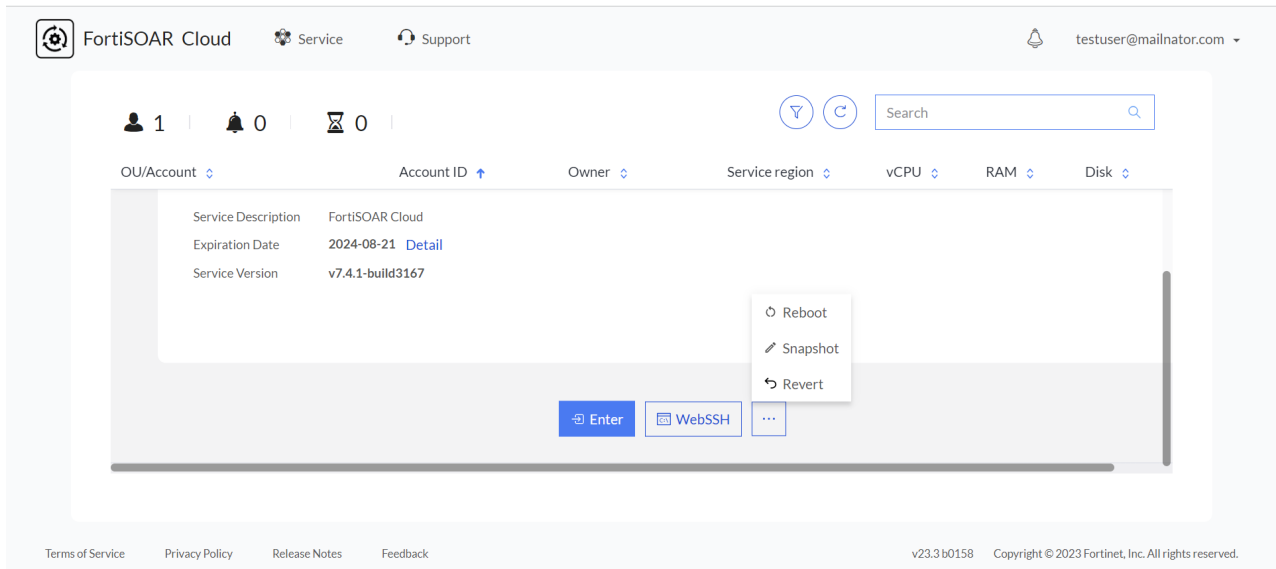 FortiSOAR Cloud Service Support testuser@mailnator.com
1 0 0 Search
OU/Account Account ID Owner Service region vCPU RAM Disk
Service Description FortiSOAR Cloud
Expiration Date 2024-08-21 Detail
Service Version v7.4.1-build3167
Reboot
Snapshot
Revert
Enter WebSSH ...
Terms of Service Privacy Policy Release Notes Feedback v23.3 b0158 Copyright © 2023 Fortinet, Inc. All rights reserved.